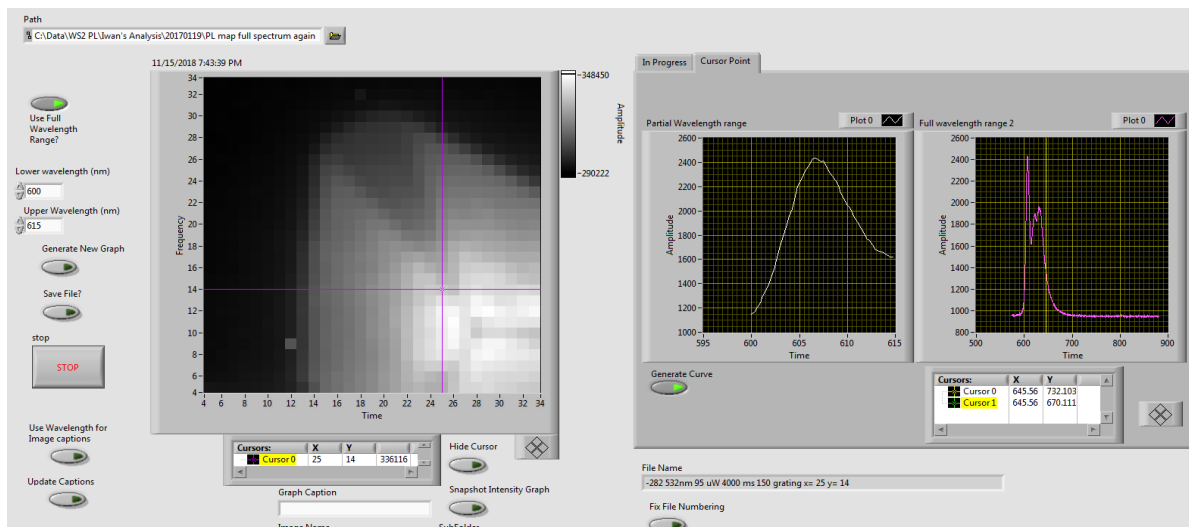 Path
C:\Data\WS2 PL\Iwan's Analysis\20170119\PL map full spectrum again
11/15/2018 7:43:39 PM
Use Full
Wavelength
Range?
Lower wavelength (nm)
600
Upper Wavelength (nm)
615
Generate New Graph
Save File?
stop
STOP
Use Wavelength for
Image captions
Update Captions
Frequency
34
32
30
28
26
24
22
20
18
16
14
12
10
8
6
4
4 6 8 10 12 14 16 18 20 22 24 26 28 30 32 34
Time
348450
Amplitude
290222
Cursors: X Y
Cursor 0 25 14 336116
Hide Cursor
Graph Caption
Snapshot Intensity Graph
Image Name
SubFolder
In Progress Cursor Point
Partial Wavelength range Plot 0
Amplitude
2600
2400
2200
2000
1800
1600
1400
1200
1000
595 600 605 610 615
Time
Full wavelength range 2 Plot 0
Amplitude
2600
2400
2200
2000
1800
1600
1400
1200
1000
800
500 600 700 800 900
Time
Generate Curve
Cursors: X Y
Cursor 0 645.56 732.103
Cursor 1 645.56 670.111
File Name
-282 532nm 95 uW 4000 ms 150 grating x= 25 y= 14
Fix File Numbering